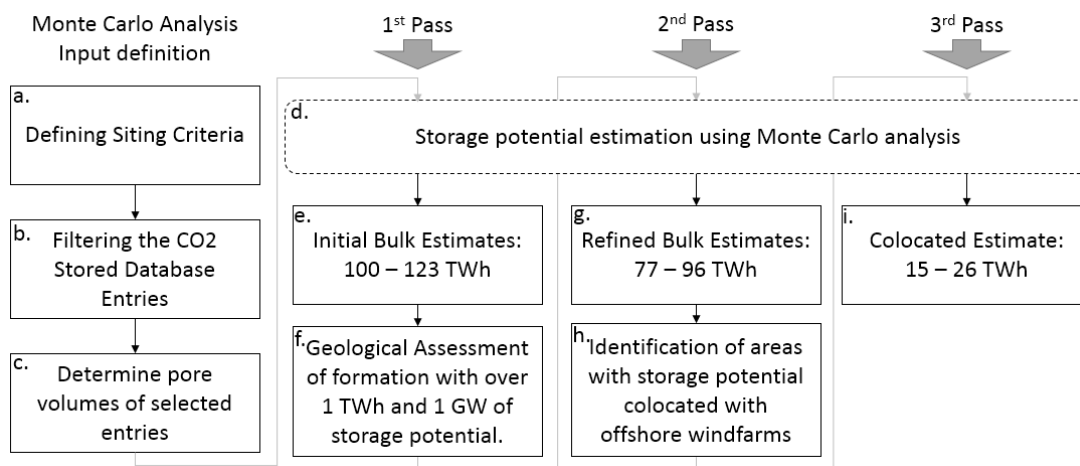 Monte Carlo Analysis
Input definition
a.
Defining Siting Criteria
b.
Filtering the CO2
Stored Database
Entries
c.
Determine pore
volumes of selected
entries
1st Pass
2nd Pass
3rd Pass
d.
Storage potential estimation using Monte Carlo analysis
e.
Initial Bulk Estimates:
100 – 123 TWh
f.
Geological Assessment
of formation with over
1 TWh and 1 GW of
storage potential.
g.
Refined Bulk Estimates:
77 – 96 TWh
h.
Identification of areas
with storage potential
colocated with
offshore windfarms
i.
Colocated Estimate:
15 – 26 TWh